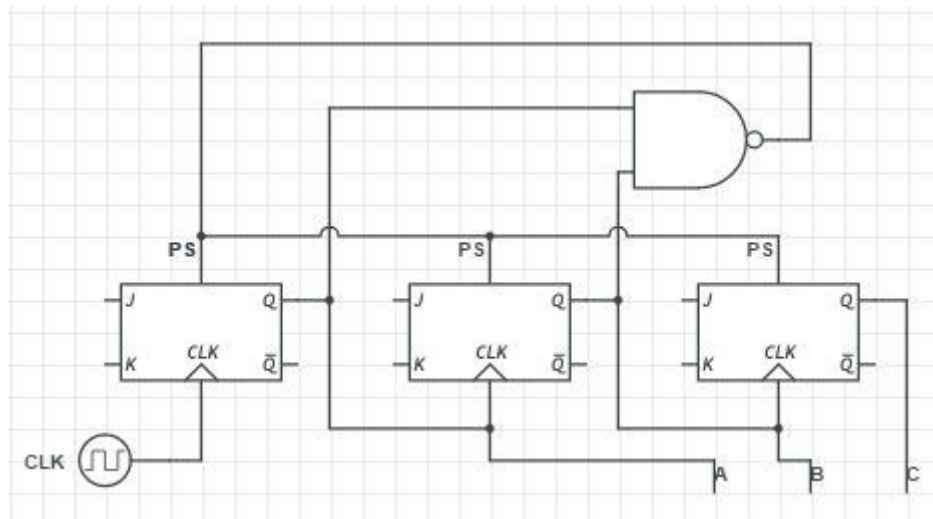 PS PS PS
J Q J Q J Q
K CLK Q̅ K CLK Q̅ K CLK Q̅
CLK A B C